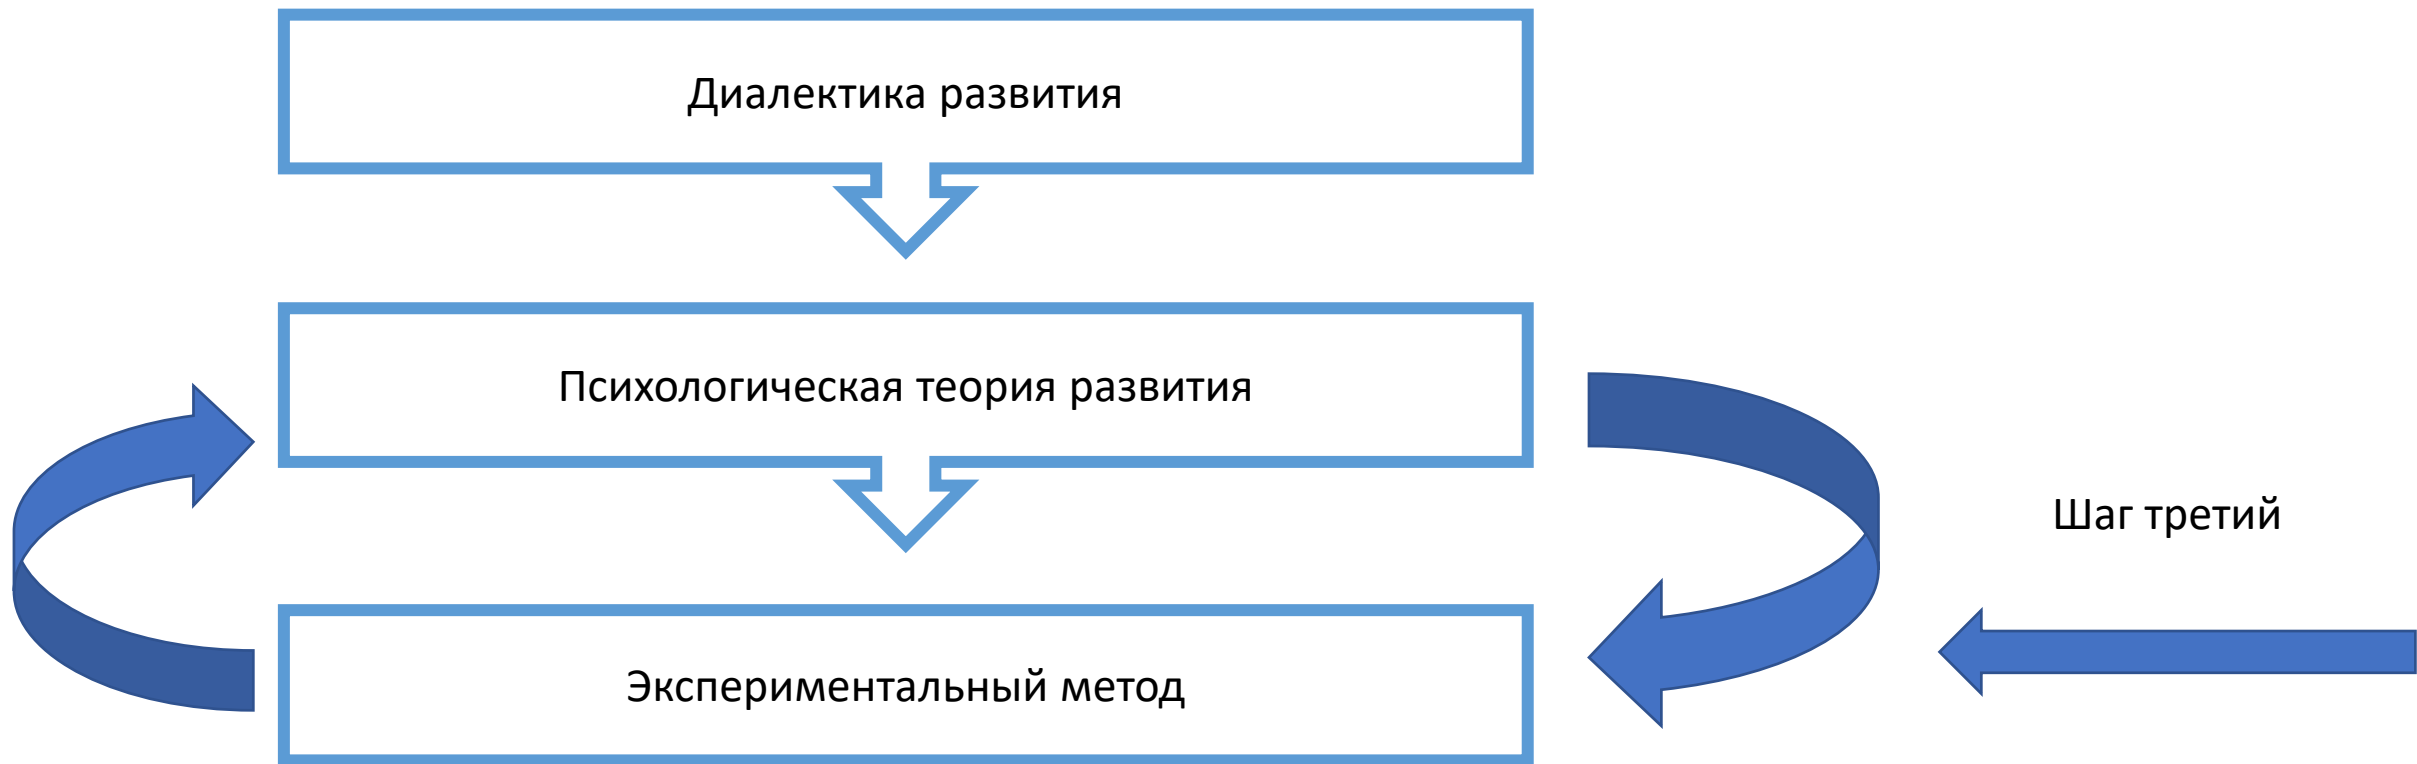 Диалектика развития
Психологическая теория развития
Шаг третий
Экспериментальный метод